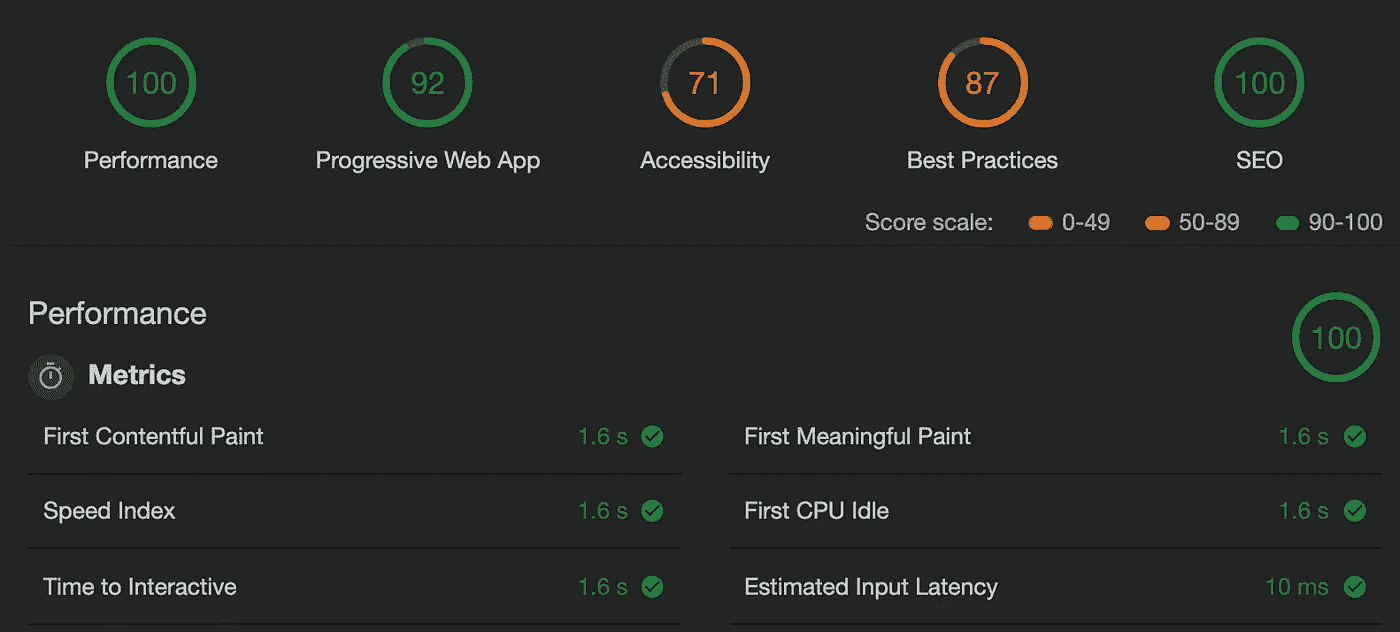 100 92 71 87 100
Performance Progressive Web App Accessibility Best Practices SEO
Score scale: 0-49 50-89 90-100
Performance
100
Metrics
First Contentful Paint 1.6 s First Meaningful Paint 1.6 s
Speed Index 1.6 s First CPU Idle 1.6 s
Time to Interactive 1.6 s Estimated Input Latency 10 ms